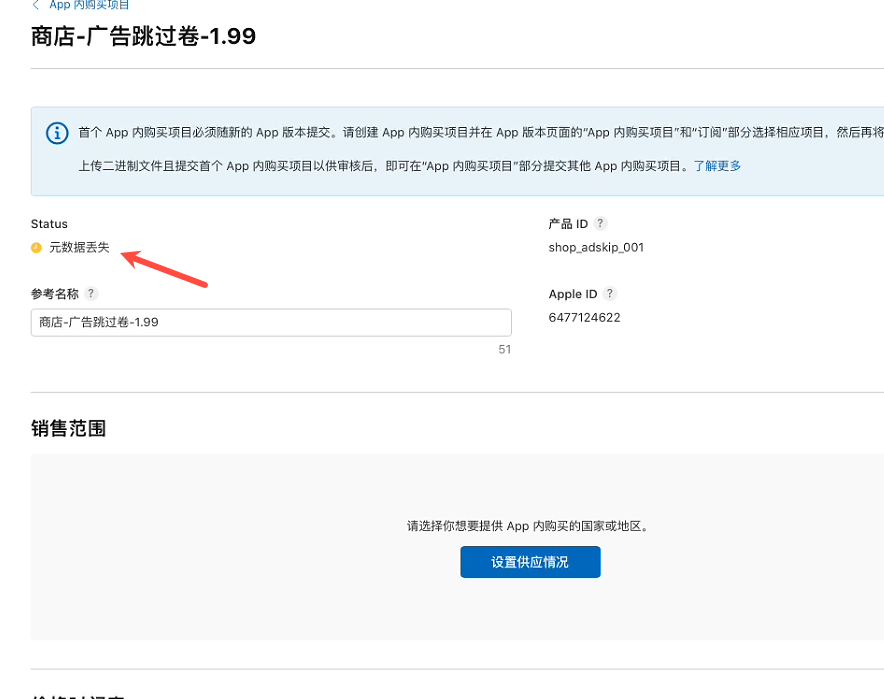 App 内购买项目
商店-广告跳过卷-1.99
首个 App 内购买项目必须随新的 App 版本提交。请创建 App 内购买项目并在 App 版本页面的“App 内购买项目”和“订阅”部分选择相应项目，然后再将
上传二进制文件且提交首个 App 内购买项目以供审核后，即可在“App 内购买项目”部分提交其他 App 内购买项目。了解更多
Status
元数据丢失
产品 ID ?
shop_adskip_001
参考名称 ?
商店-广告跳过卷-1.99
51
Apple ID ?
6477124622
销售范围
请选择你想要提供 App 内购买的国家或地区。
设置供应情况